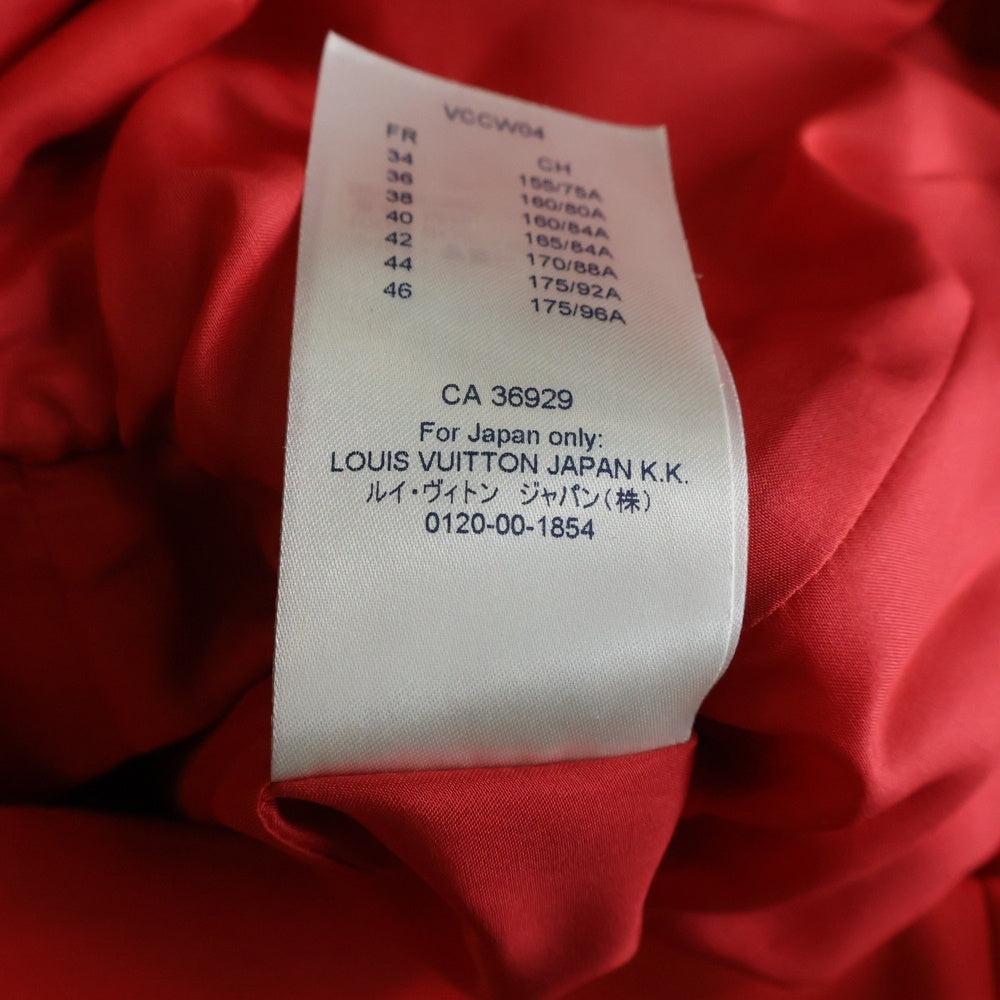 VCCW04
FR CH
34 155/75A
36 160/80A
38 160/84A
40 165/84A
42 170/88A
44 175/92A
46 175/96A
CA 36929
For Japan only:
LOUIS VUITTON JAPAN K.K.
ルイ・ヴィトン ジャパン(株)
0120-00-1854